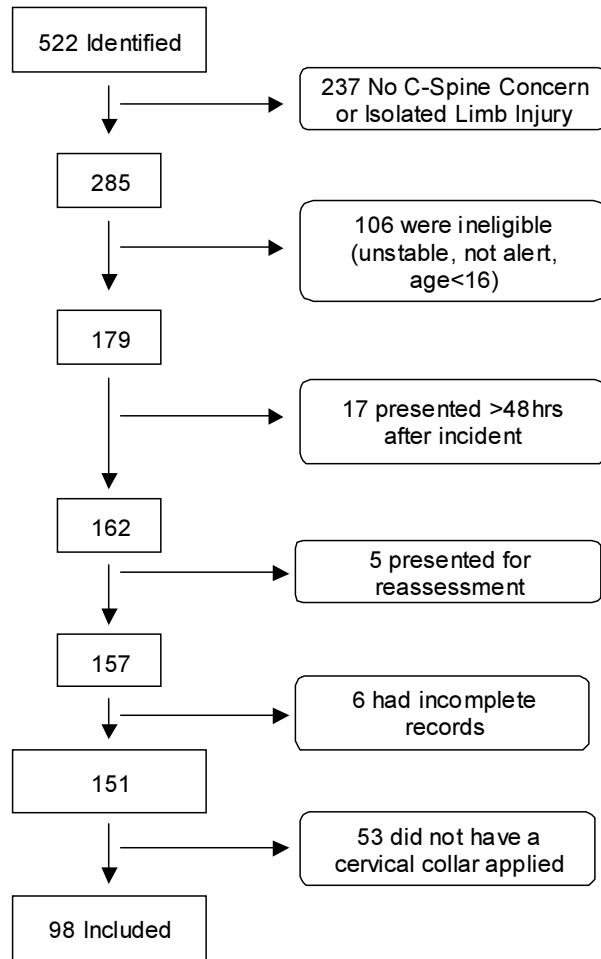 522 Identified
237 No C-Spine Concern
or Isolated Limb Injury
285
106 were ineligible
(unstable, not alert,
age<16)
179
17 presented >48hrs
after incident
162
5 presented for
reassessment
157
6 had incomplete
records
151
53 did not have a
cervical collar applied
98 Included